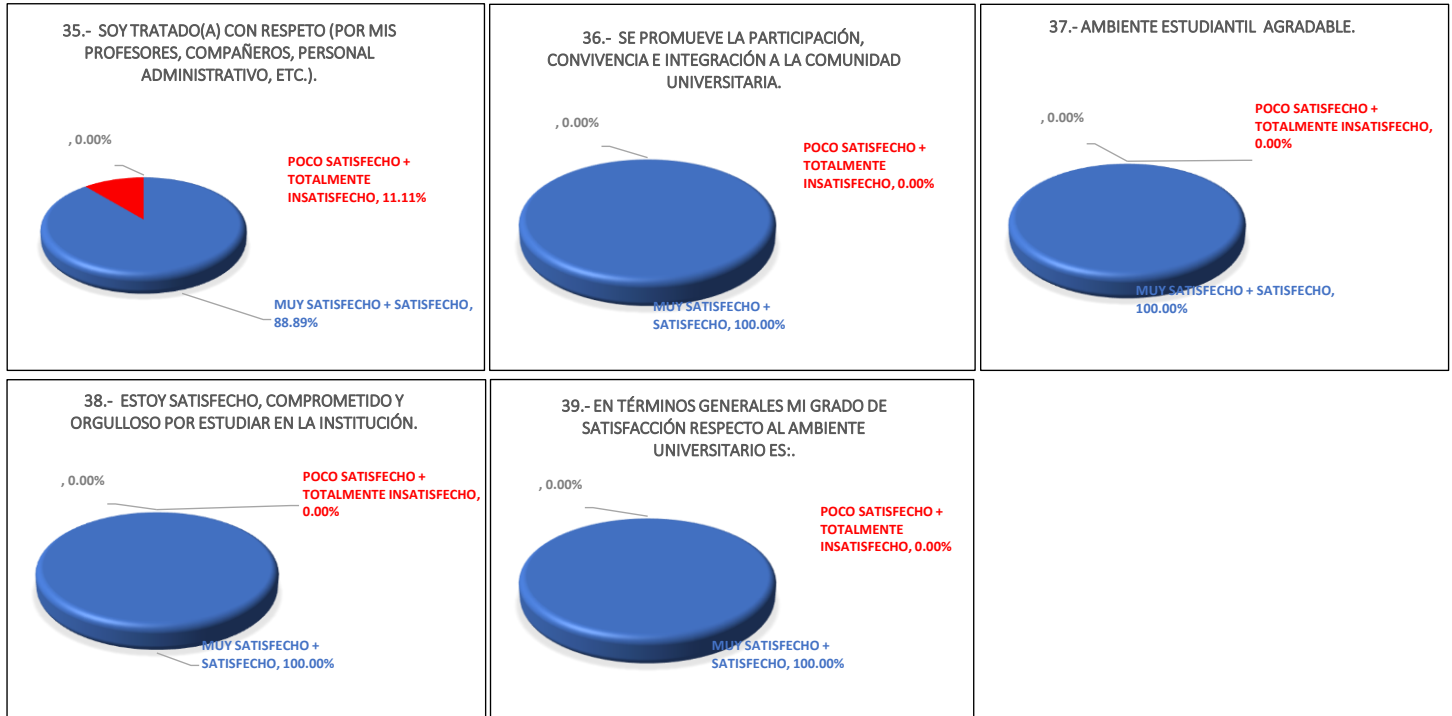 35.- SOY TRATADO(A) CON RESPETO (POR MIS
PROFESORES, COMPAÑEROS, PERSONAL
ADMINISTRATIVO, ETC.).
, 0.00%
POCO SATISFECHO +
TOTALMENTE
INSATISFECHO, 11.11%
MUY SATISFECHO + SATISFECHO,
88.89%
36.- SE PROMUEVE LA PARTICIPACIÓN,
CONVIVENCIA E INTEGRACIÓN A LA COMUNIDAD
UNIVERSITARIA.
, 0.00%
POCO SATISFECHO +
TOTALMENTE
INSATISFECHO, 0.00%
MUY SATISFECHO +
SATISFECHO, 100.00%
37.- AMBIENTE ESTUDIANTIL AGRADABLE.
, 0.00%
POCO SATISFECHO +
TOTALMENTE INSATISFECHO,
0.00%
MUY SATISFECHO + SATISFECHO,
100.00%
38.- ESTOY SATISFECHO, COMPROMETIDO Y
ORGULLOSO POR ESTUDIAR EN LA INSTITUCIÓN.
, 0.00%
POCO SATISFECHO +
TOTALMENTE INSATISFECHO,
0.00%
MUY SATISFECHO +
SATISFECHO, 100.00%
39.- EN TÉRMINOS GENERALES MI GRADO DE
SATISFACCIÓN RESPECTO AL AMBIENTE
UNIVERSITARIO ES:.
, 0.00%
POCO SATISFECHO +
TOTALMENTE
INSATISFECHO, 0.00%
MUY SATISFECHO +
SATISFECHO, 100.00%